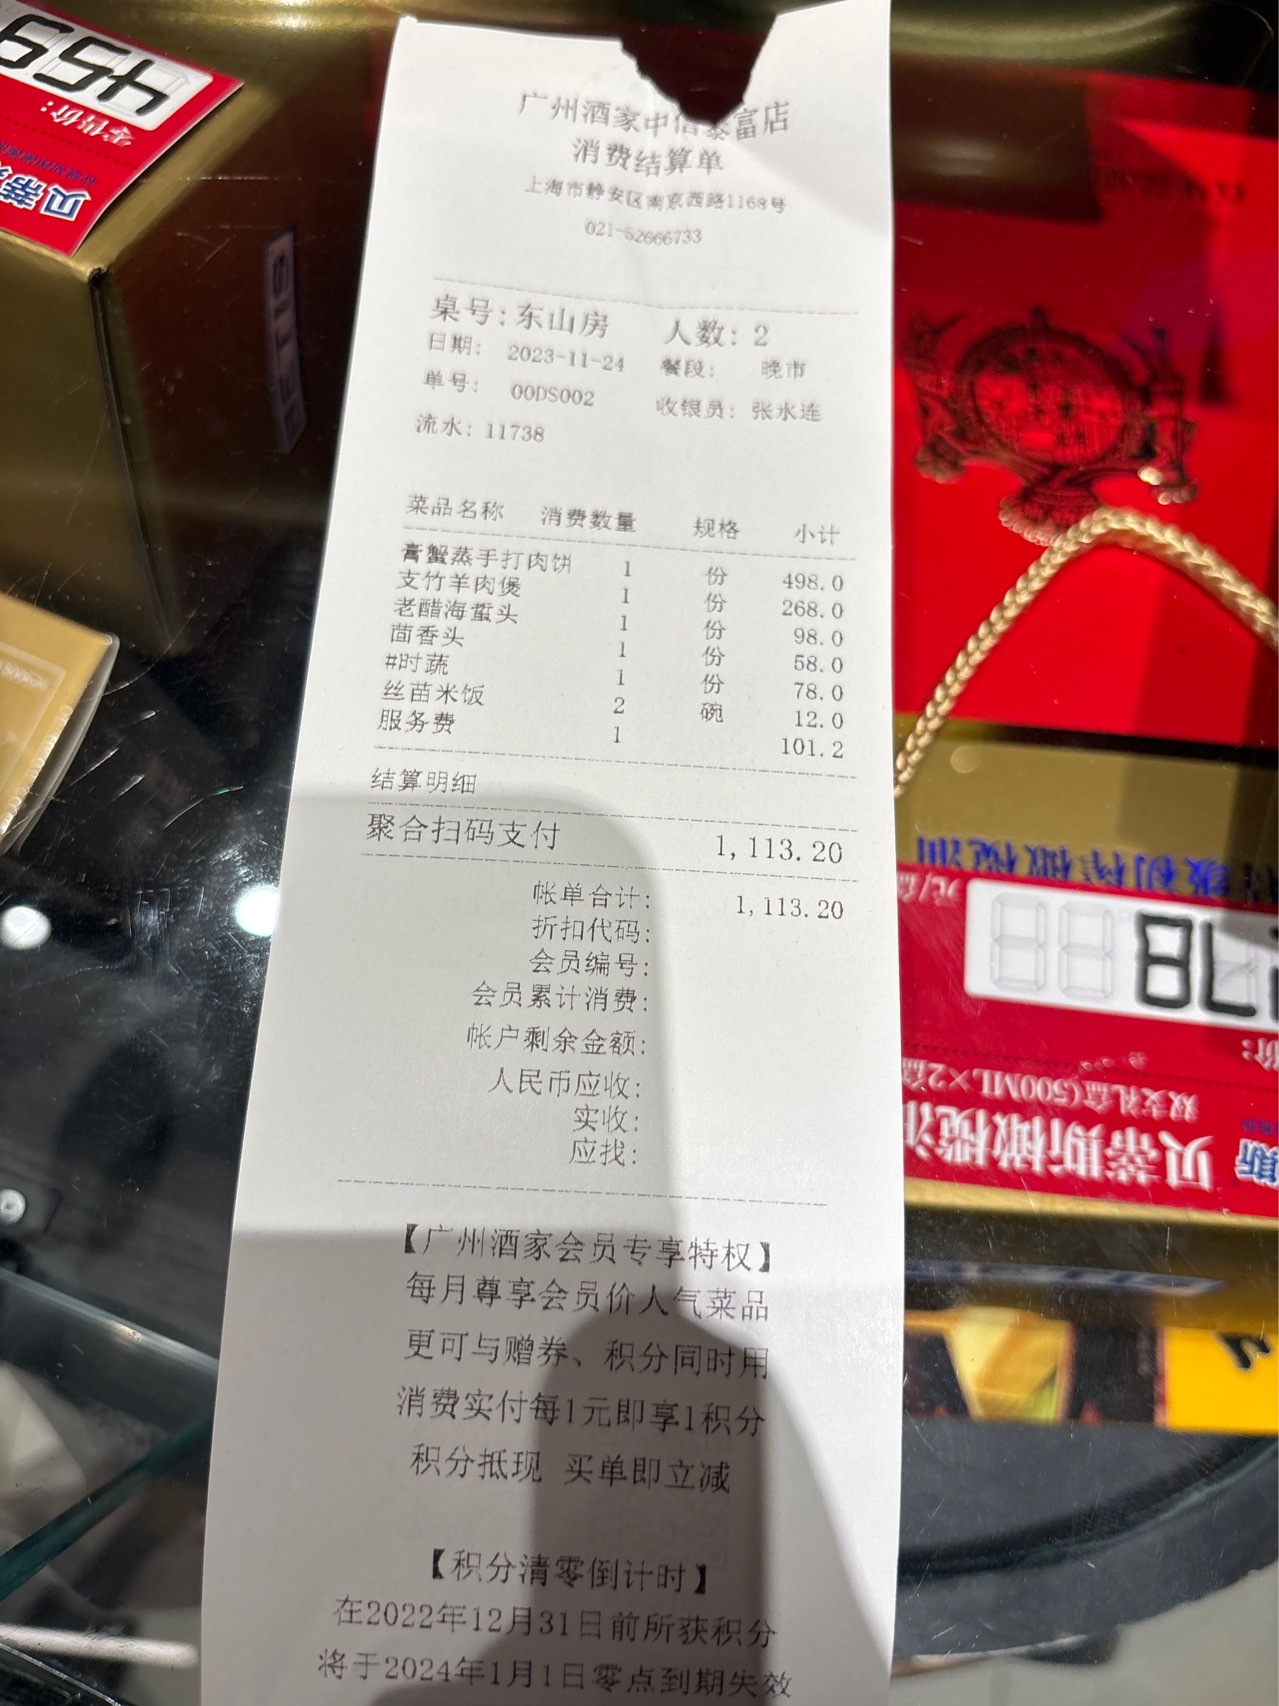 广州酒家中信泰富店
消费结算单
上海市静安区南京西路1168号
021-52666733
桌号: 东山房 人数: 2
日期: 2023-11-24 餐段: 晚市
单号: 00DS002 收银员: 张水连
流水: 11738
菜品名称 消费数量 规格 小计
膏蟹蒸手打肉饼 1 份 498.0
支竹羊肉煲 1 份 268.0
老醋海蜇头 1 份 98.0
茴香头 1 份 58.0
#时蔬 1 份 78.0
丝苗米饭 2 碗 12.0
服务费 1 101.2
结算明细
聚合扫码支付 1,113.20
帐单合计: 1,113.20
折扣代码:
会员编号:
会员累计消费:
帐户剩余金额:
人民币应收:
实收:
应找:
【广州酒家会员专享特权】
每月尊享会员价人气菜品
更可与赠券、积分同时用
消费实付每1元即享1积分
积分抵现 买单即立减
【积分清零倒计时】
在2022年12月31日前所获积分
将于2024年1月1日零点到期失效
459
零售价:
贝蒂
级初榨橄榄油
元/盒
78
价:
双支礼盒(500ML×2盒
贝蒂斯橄榄油
斯